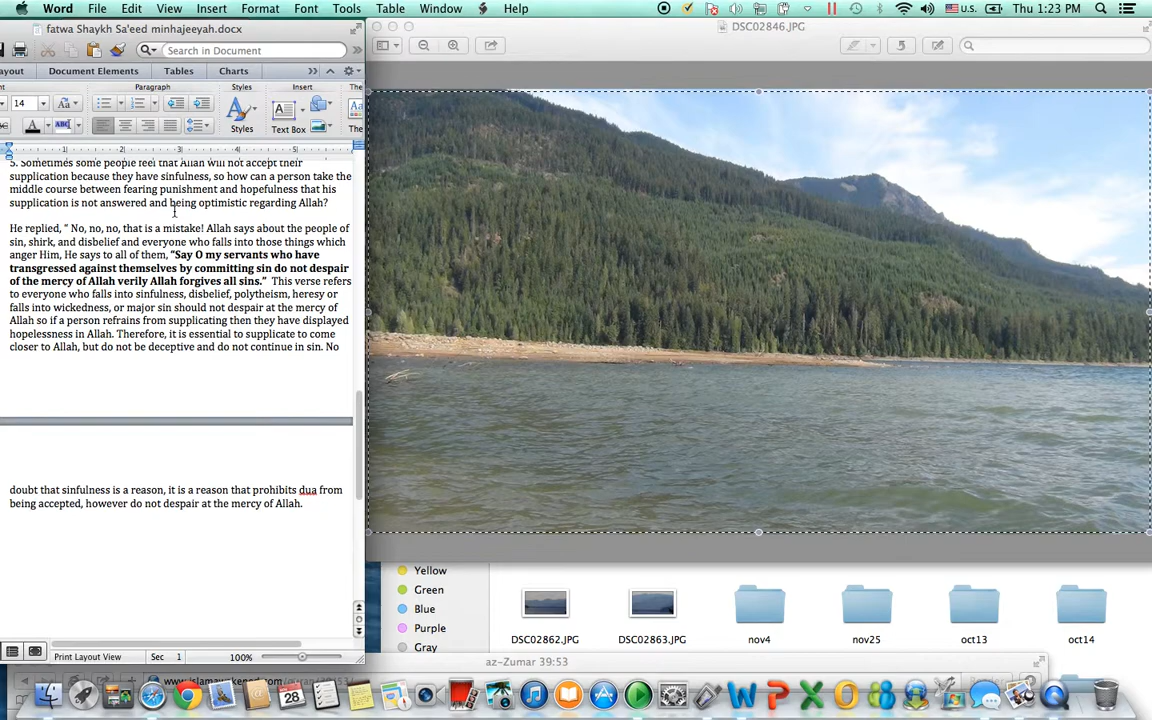 Word File Edit View Insert Format Font Tools Table Window Help U.S. Thu 1:23 PM
fatwa Shaykh Sa'eed minhajeeyah.docx
DSC02846.JPG
Search in Document
Document Elements Tables Charts
Paragraph Styles Insert
14 Aa
Styles Text Box
5. Sometimes some people feel that Allah will not accept their
supplication because they have sinfulness, so how can a person take the
middle course between fearing punishment and hopefulness that his
supplication is not answered and being optimistic regarding Allah?
He replied, " No, no, no, that is a mistake! Allah says about the people of
sin, shirk, and disbelief and everyone who falls into those things which
anger Him, He says to all of them, "Say O my servants who have
transgressed against themselves by committing sin do not despair
of the mercy of Allah verily Allah forgives all sins." This verse refers
to everyone who falls into sinfulness, disbelief, polytheism, heresy or
falls into wickedness, or major sin should not despair at the mercy of
Allah so if a person refrains from supplicating then they have displayed
hopelessness in Allah. Therefore, it is essential to supplicate to come
closer to Allah, but do not be deceptive and do not continue in sin. No
doubt that sinfulness is a reason, it is a reason that prohibits dua from
being accepted, however do not despair at the mercy of Allah.
Yellow
Green
Blue
Purple
Gray
DSC02862.JPG DSC02863.JPG nov4 nov25 oct13 oct14
Print Layout View Sec 1 100%
az-Zumar 39:53